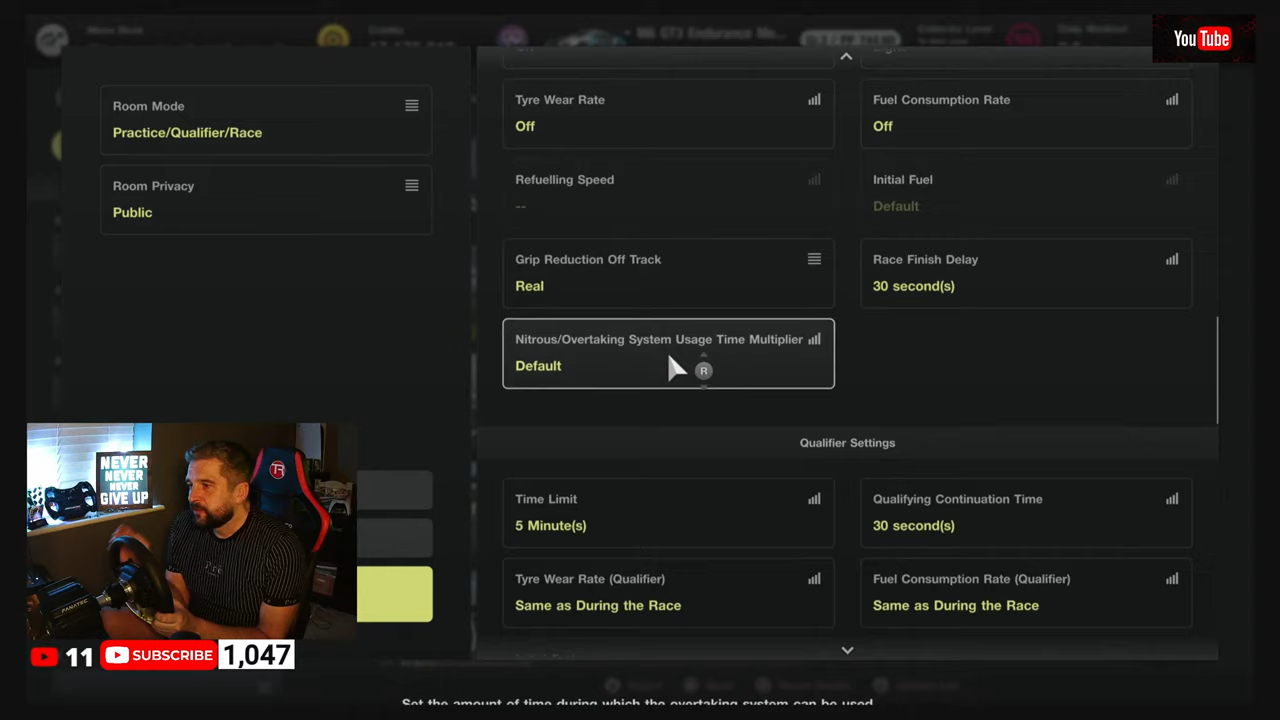 YouTube
Room Mode
Practice/Qualifier/Race
Room Privacy
Public
Tyre Wear Rate
Off
Fuel Consumption Rate
Off
Refuelling Speed
--
Initial Fuel
Default
Grip Reduction Off Track
Real
Race Finish Delay
30 second(s)
Nitrous/Overtaking System Usage Time Multiplier
Default
R
Qualifier Settings
Time Limit
5 Minute(s)
Qualifying Continuation Time
30 second(s)
Tyre Wear Rate (Qualifier)
Same as During the Race
Fuel Consumption Rate (Qualifier)
Same as During the Race
Set the amount of time during which the overtaking system can be used
NEVER
NEVER
NEVER
GIVE UP
TR
Pre
FANATEC
11 SUBSCRIBE 1,047